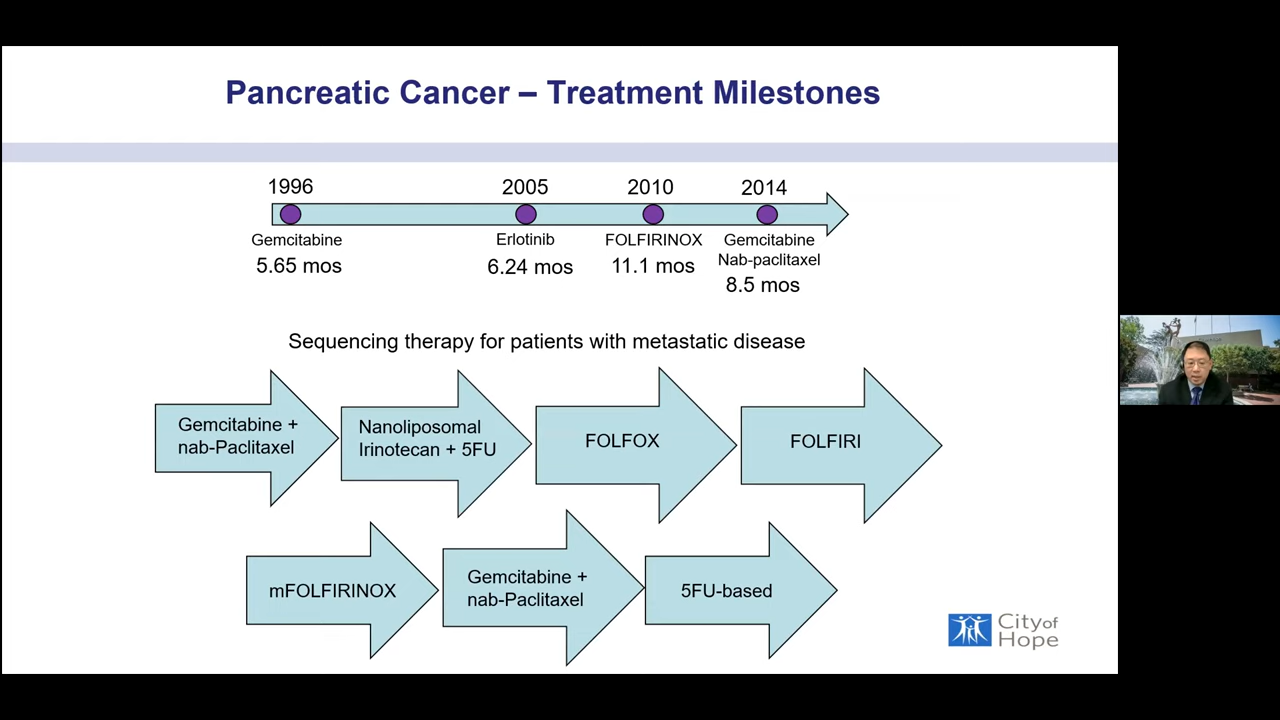 Pancreatic Cancer – Treatment Milestones
1996
2005
2010
2014
Gemcitabine
5.65 mos
Erlotinib
6.24 mos
FOLFIRINOX
11.1 mos
Gemcitabine
Nab-paclitaxel
8.5 mos
Sequencing therapy for patients with metastatic disease
Gemcitabine +
nab-Paclitaxel
Nanoliposomal
Irinotecan + 5FU
FOLFOX
FOLFIRI
mFOLFIRINOX
Gemcitabine +
nab-Paclitaxel
5FU-based
City of
Hope